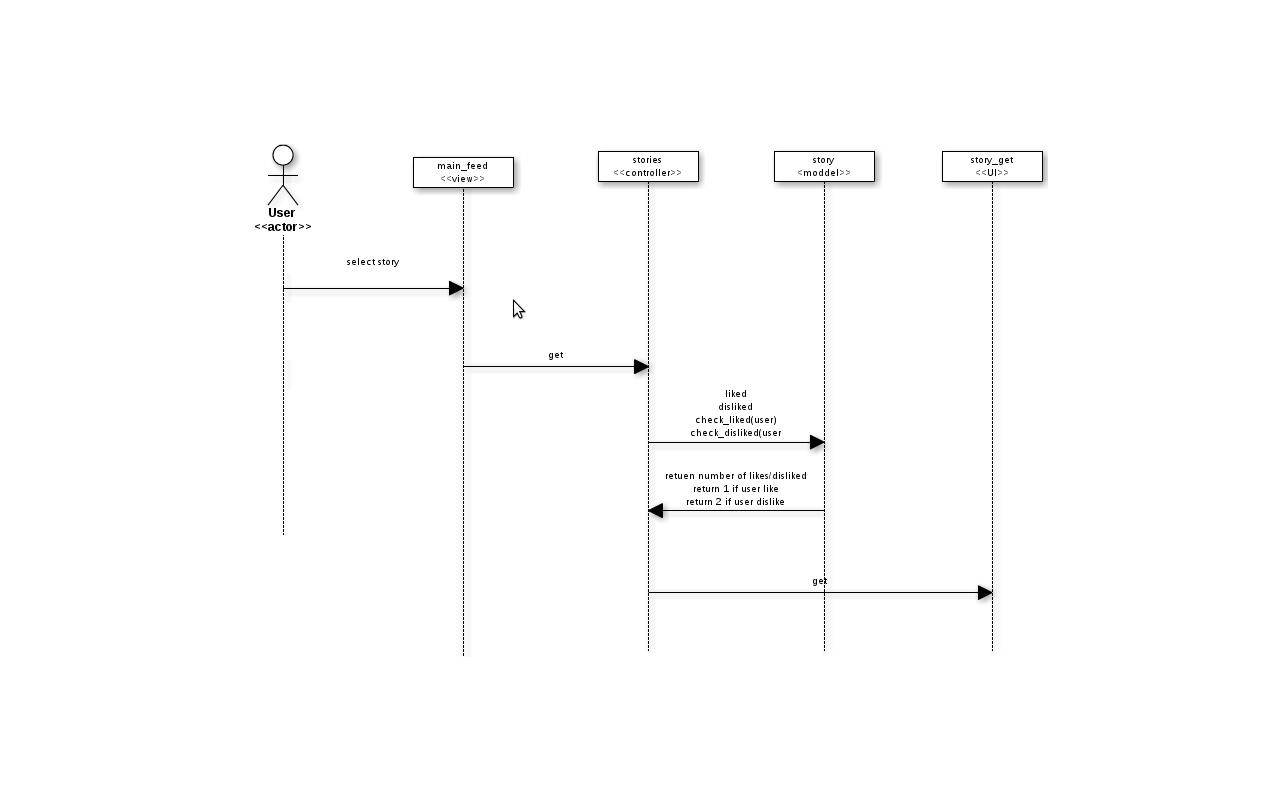 User
<<actor>>
main_feed
<<view>>
stories
<<controller>>
story
<moddel>>
story_get
<<UI>>
select story
get
liked
disliked
check_liked(user)
check_disliked(user
retuen number of likes/disliked
return 1 if user like
return 2 if user dislike
get